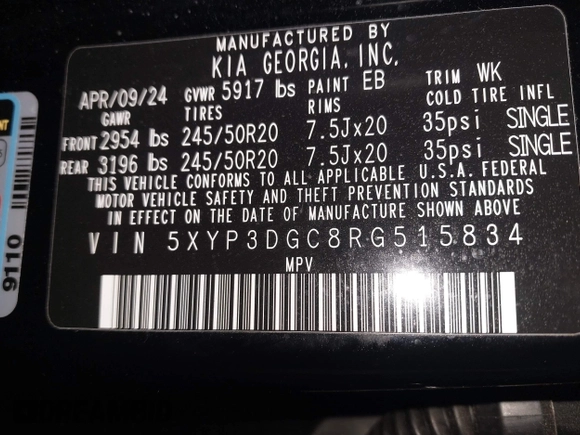 MANUFACTURED BY
KIA GEORGIA, INC.
APR/09/24 GVWR 5917 lbs PAINT EB TRIM WK
GAWR TIRES RIMS COLD TIRE INFL
FRONT 2954 lbs 245/50R20 7.5Jx20 35psi SINGLE
REAR 3196 lbs 245/50R20 7.5Jx20 35psi SINGLE
THIS VEHICLE CONFORMS TO ALL APPLICABLE U.S.A. FEDERAL
MOTOR VEHICLE SAFETY AND THEFT PREVENTION STANDARDS
IN EFFECT ON THE DATE OF MANUFACTURE SHOWN ABOVE
VIN 5XYP3DGC8RG515834
MPV
9110